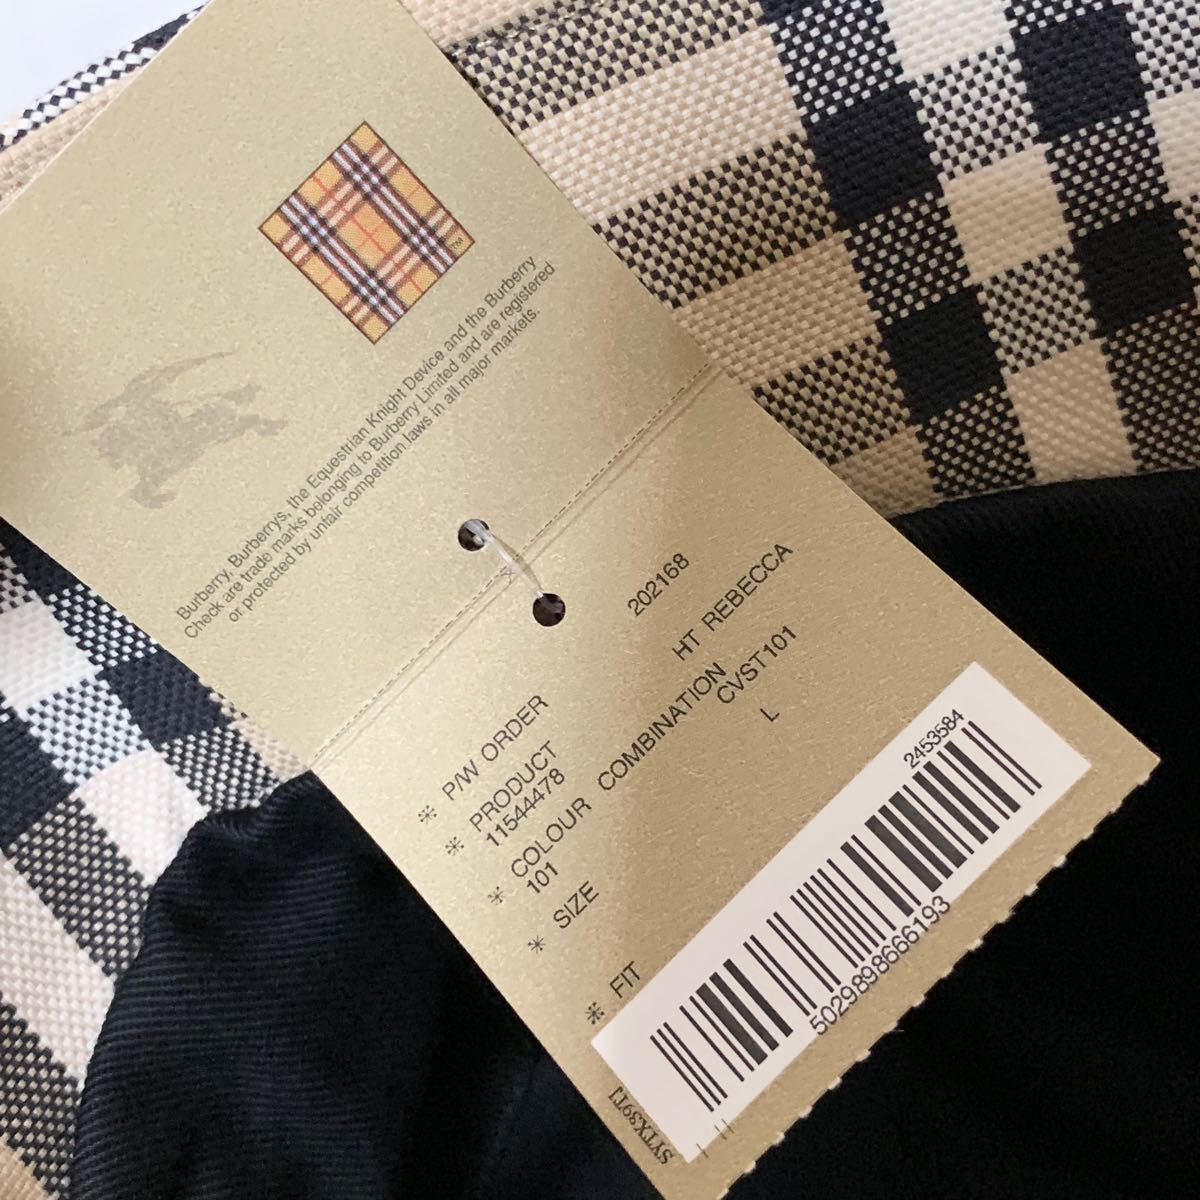 ™
Burberry, Burberrys, the Equestrian Knight Device and the Burberry
Check are trade marks belonging to Burberry Limited and are registered
or protected by unfair competition laws in all major markets.
* P/W ORDER 202168
* PRODUCT HT REBECCA
11544478
* COLOUR COMBINATION
101 CVST101
* SIZE L
* FIT
2453584
5029898666193
SYTX39TJ